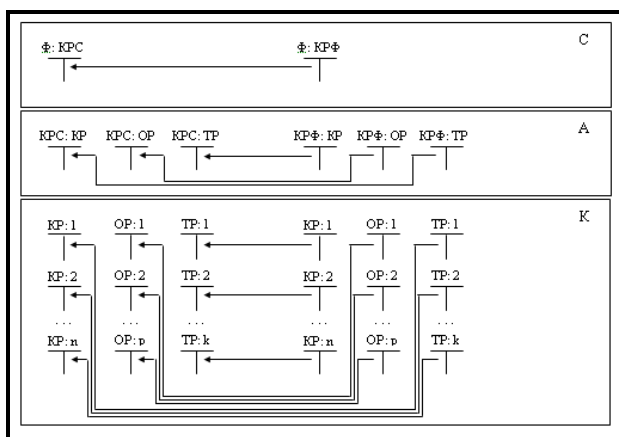 С
Ф: КРС Ф: КРФ
А
КРС: КР КРС: ОР КРС: ТР КРФ: КР КРФ: ОР КРФ: ТР
К
КР: 1 ОР: 1 ТР: 1 КР: 1 ОР: 1 ТР: 1
КР: 2 ОР: 2 ТР: 2 КР: 2 ОР: 2 ТР: 2
... ... ... ... ... ...
КР: n ОР: p ТР: k КР: n ОР: p ТР: k